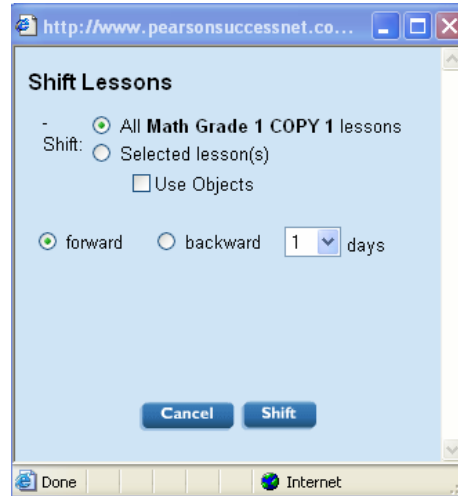 http://www.pearsonsuccessnet.co...
Shift Lessons
- Shift:
All Math Grade 1 COPY 1 lessons
Selected lesson(s)
Use Objects
forward backward 1 days
Cancel Shift
Done Internet